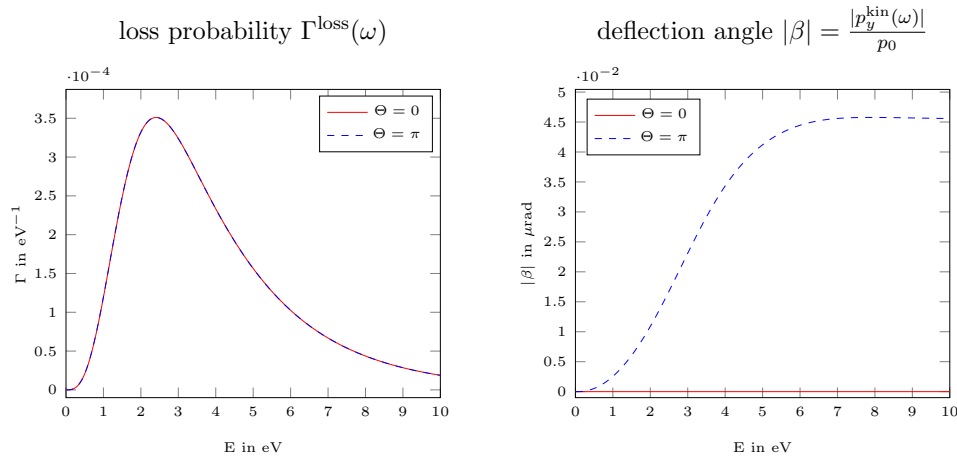 loss probability Γ^loss(ω)
·10^−4
Θ = 0
Θ = π
3.5
3
2.5
2
1.5
1
0.5
0
Γ in eV^−1
0 1 2 3 4 5 6 7 8 9 10
E in eV
deflection angle |β| = |p_y^kin(ω)| / p_0
·10^−2
Θ = 0
Θ = π
5
4.5
4
3.5
3
2.5
2
1.5
1
0.5
0
|β| in μrad
0 1 2 3 4 5 6 7 8 9 10
E in eV